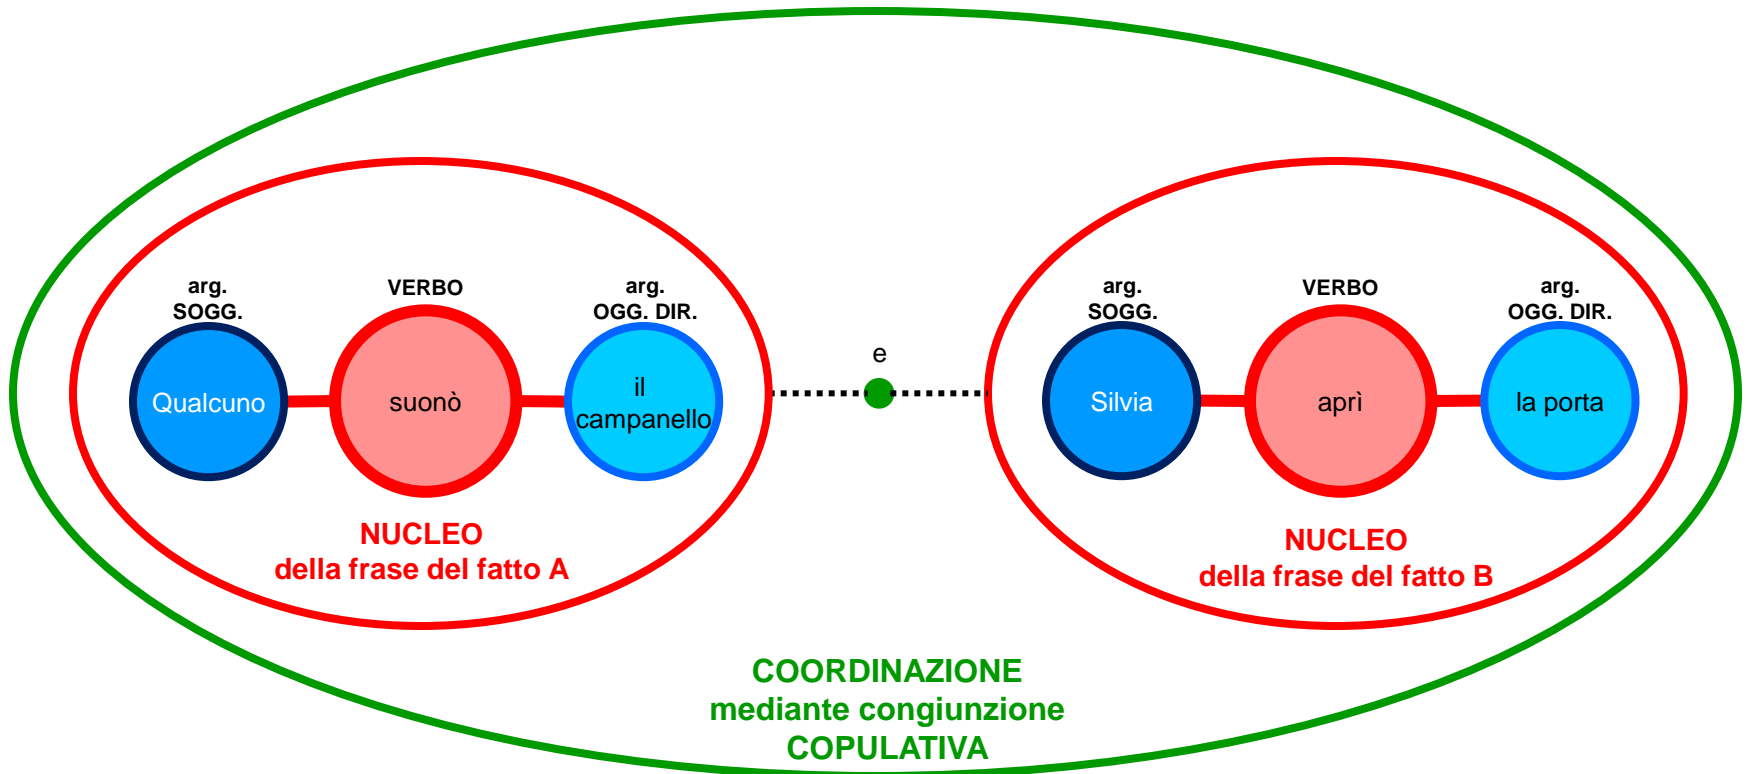 arg.
SOGG.
VERBO
arg.
OGG. DIR.
Qualcuno
suonò
il
campanello
NUCLEO
della frase del fatto A
e
arg.
SOGG.
VERBO
arg.
OGG. DIR.
Silvia
aprì
la porta
NUCLEO
della frase del fatto B
COORDINAZIONE
mediante congiunzione
COPULATIVA